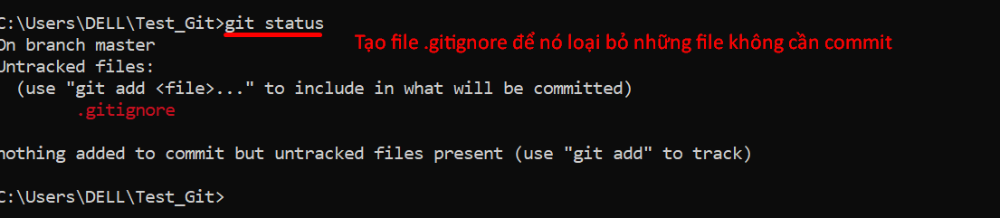 C:\Users\DELL\Test_Git>git status
Tạo file .gitignore để nó loại bỏ những file không cần commit
On branch master
Untracked files:
  (use "git add <file>..." to include in what will be committed)
        .gitignore
nothing added to commit but untracked files present (use "git add" to track)
C:\Users\DELL\Test_Git>